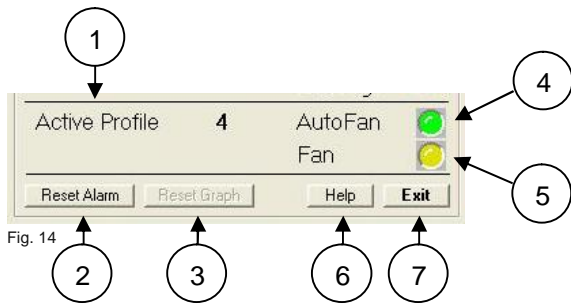 1
4
Active Profile 4 AutoFan
Fan
5
Reset Alarm Reset Graph Help Exit
Fig. 14
2 3 6 7